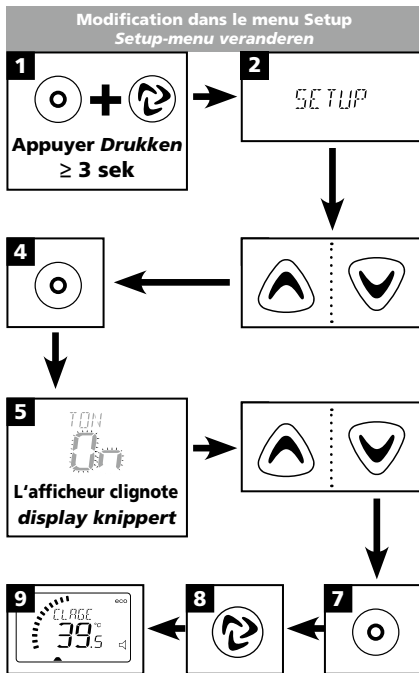 Modification dans le menu Setup
Setup-menu veranderen
1
Appuyer Drukken
≥ 3 sek
2
SETUP
4
5
TON
On
L'afficheur clignote
display knippert
9
eco
CLAGE
39.5 °C
8
7